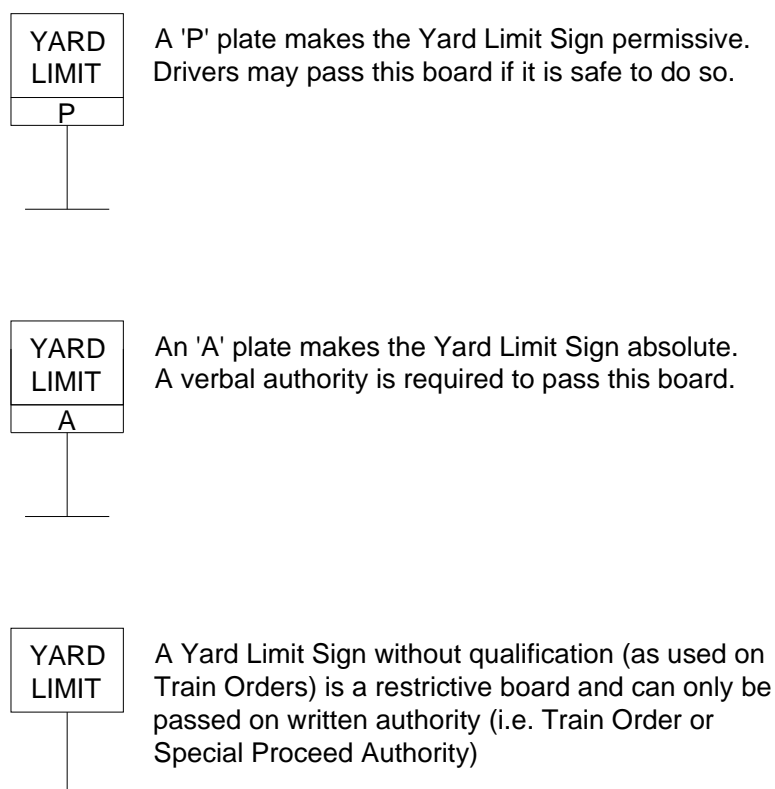 YARD
LIMIT
P
A 'P' plate makes the Yard Limit Sign permissive.
Drivers may pass this board if it is safe to do so.
YARD
LIMIT
A
An 'A' plate makes the Yard Limit Sign absolute.
A verbal authority is required to pass this board.
YARD
LIMIT
A Yard Limit Sign without qualification (as used on
Train Orders) is a restrictive board and can only be
passed on written authority (i.e. Train Order or
Special Proceed Authority)